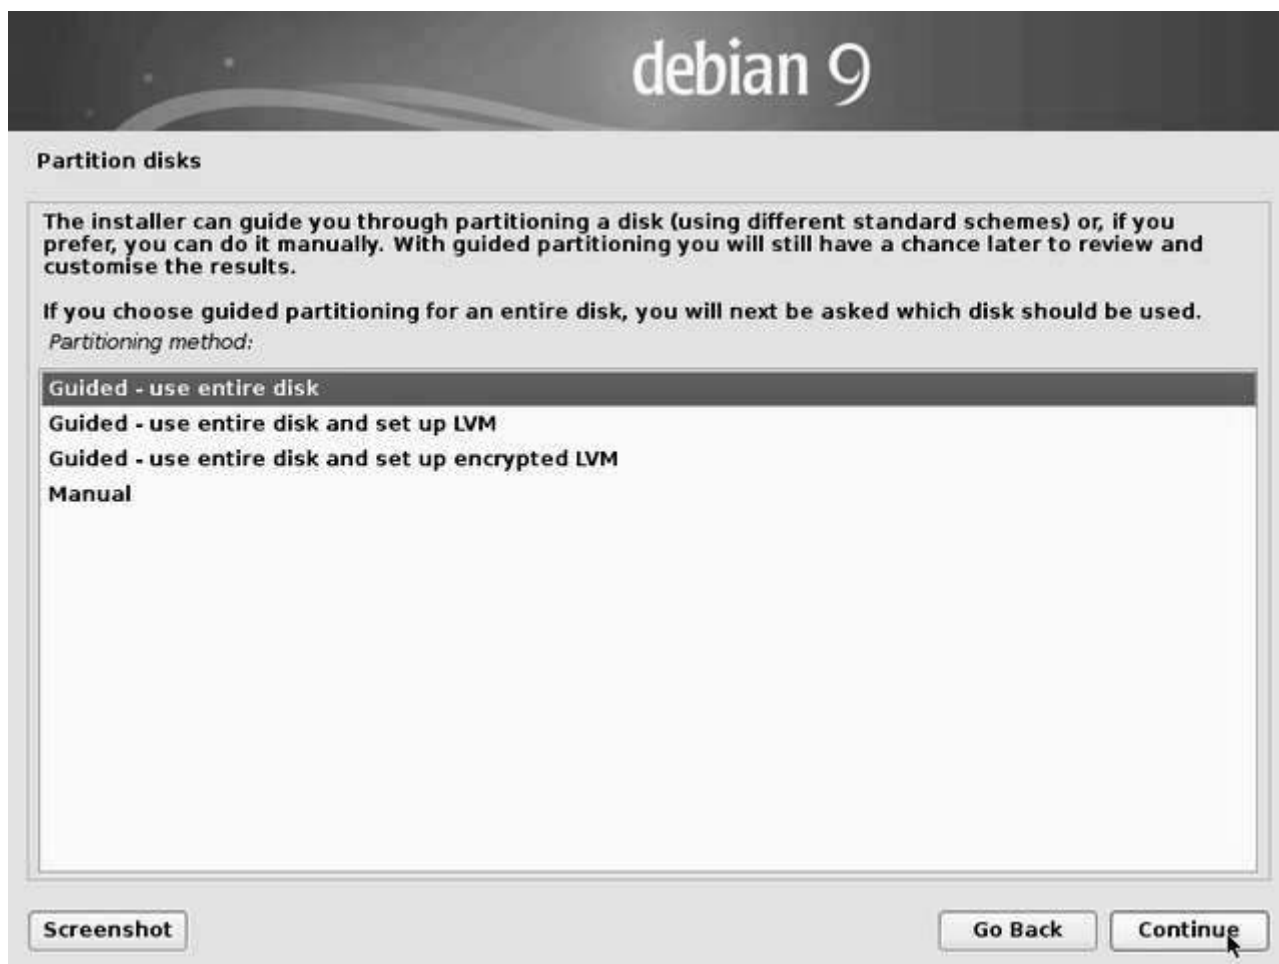 debian 9
Partition disks
The installer can guide you through partitioning a disk (using different standard schemes) or, if you
prefer, you can do it manually. With guided partitioning you will still have a chance later to review and
customise the results.
If you choose guided partitioning for an entire disk, you will next be asked which disk should be used.
Partitioning method:
Guided - use entire disk
Guided - use entire disk and set up LVM
Guided - use entire disk and set up encrypted LVM
Manual
Screenshot
Go Back
Continue